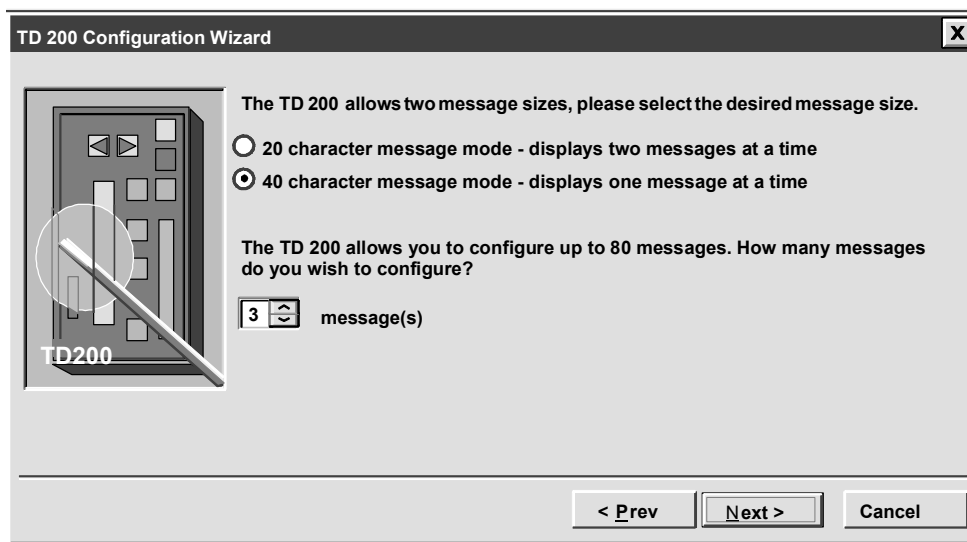 TD 200 Configuration Wizard
X
The TD 200 allows two message sizes, please select the desired message size.
20 character message mode - displays two messages at a time
40 character message mode - displays one message at a time
The TD 200 allows you to configure up to 80 messages. How many messages
do you wish to configure?
3 message(s)
TD200
< Prev Next > Cancel